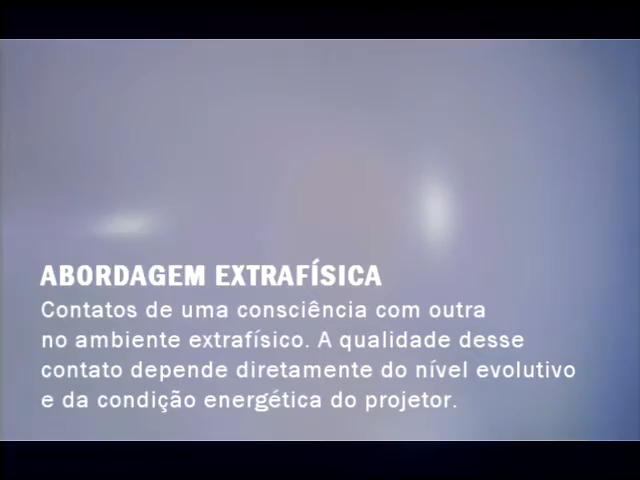 ABORDAGEM EXTRAFÍSICA
Contatos de uma consciência com outra
no ambiente extrafísico. A qualidade desse
contato depende diretamente do nível evolutivo
e da condição energética do projetor.